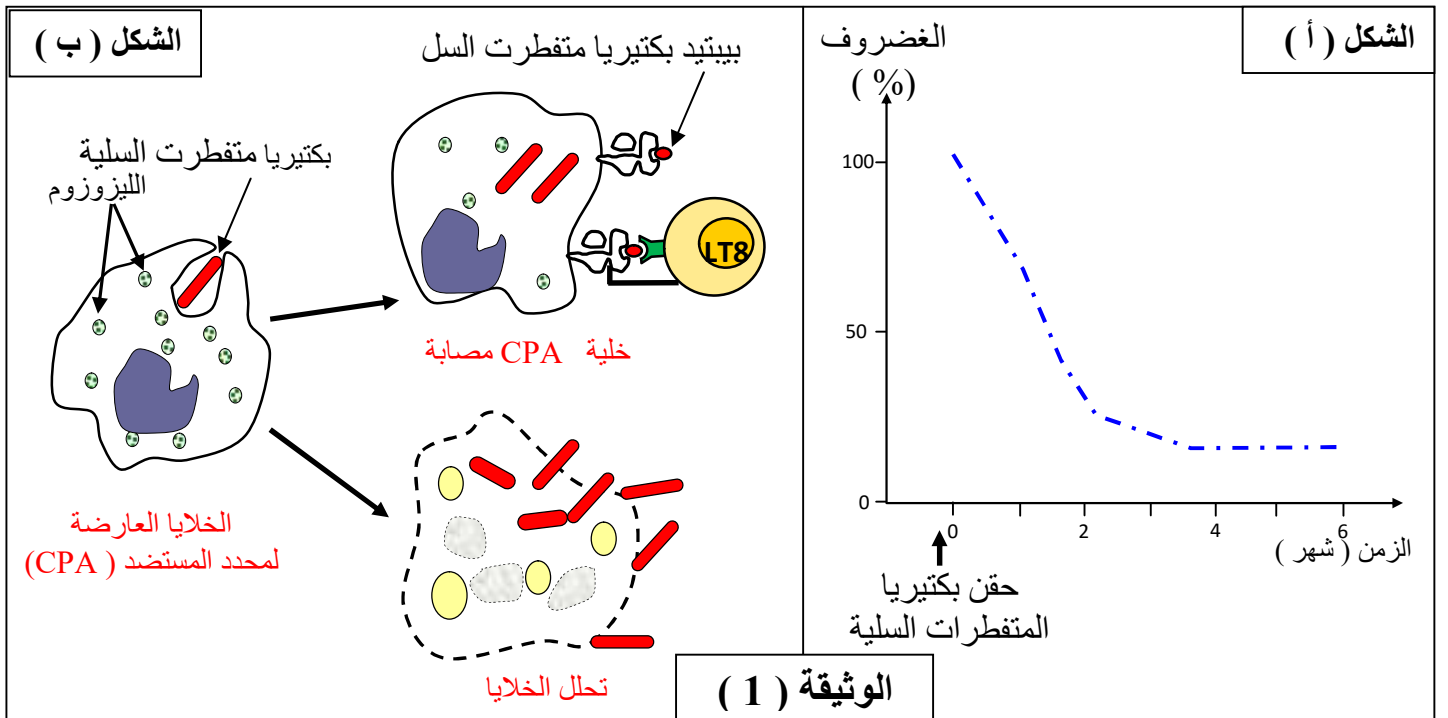 الشكل ( أ )
الغضروف
( %)
100
50
0
0
2
4
6
الزمن ( شهر )
حقن بكتيريا
المتفطرات السلية
الشكل ( ب )
بيبتيد بكتيريا متفطرت السل
بكتيريا متفطرت السلية
الليزوزوم
LT8
خلية CPA مصابة
الخلايا العارضة
لمحدد المستضد ( CPA)
تحلل الخلايا
الوثيقة ( 1 )